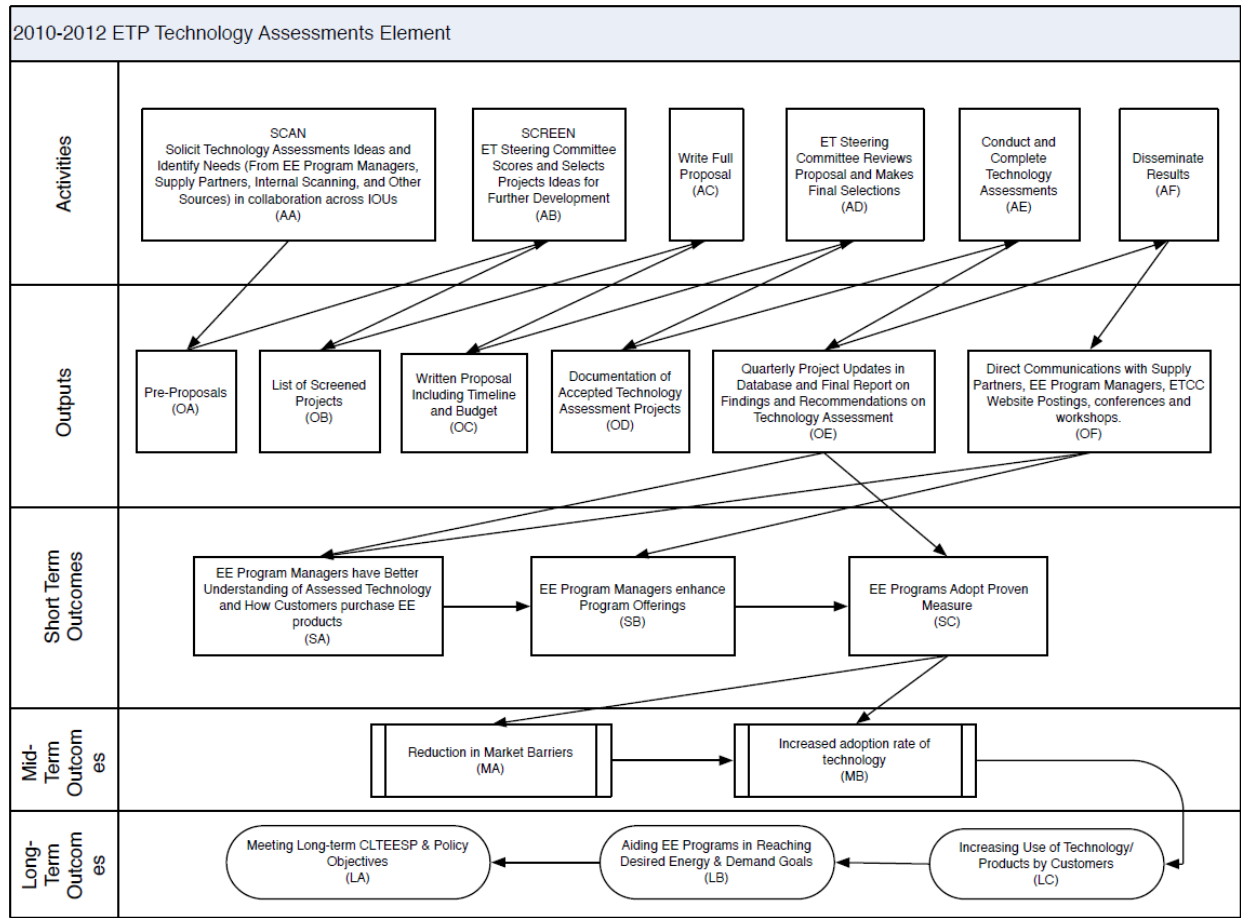 2010-2012 ETP Technology Assessments Element
Activities
SCAN
Solicit Technology Assessments Ideas and
Identify Needs (From EE Program Managers,
Supply Partners, Internal Scanning, and Other
Sources) in collaboration across IOUs
(AA)
SCREEN
ET Steering Committee
Scores and Selects
Projects Ideas for
Further Development
(AB)
Write Full
Proposal
(AC)
ET Steering
Committee Reviews
Proposal and Makes
Final Selections
(AD)
Conduct and
Complete
Technology
Assessments
(AE)
Disseminate
Results
(AF)
Outputs
Pre-Proposals
(OA)
List of Screened
Projects
(OB)
Written Proposal
Including Timeline
and Budget
(OC)
Documentation of
Accepted Technology
Assessment Projects
(OD)
Quarterly Project Updates in
Database and Final Report on
Findings and Recommendations on
Technology Assessment
(OE)
Direct Communications with Supply
Partners, EE Program Managers, ETCC
Website Postings, conferences and
workshops.
(OF)
Short Term
Outcomes
EE Program Managers have Better
Understanding of Assessed Technology
and How Customers purchase EE
products
(SA)
EE Program Managers enhance
Program Offerings
(SB)
EE Programs Adopt Proven
Measure
(SC)
Mid-
Term
Outcom
es
Reduction in Market Barriers
(MA)
Increased adoption rate of
technology
(MB)
Long-
Term
Outcom
es
Meeting Long-term CLTEESP & Policy
Objectives
(LA)
Aiding EE Programs in Reaching
Desired Energy & Demand Goals
(LB)
Increasing Use of Technology/
Products by Customers
(LC)